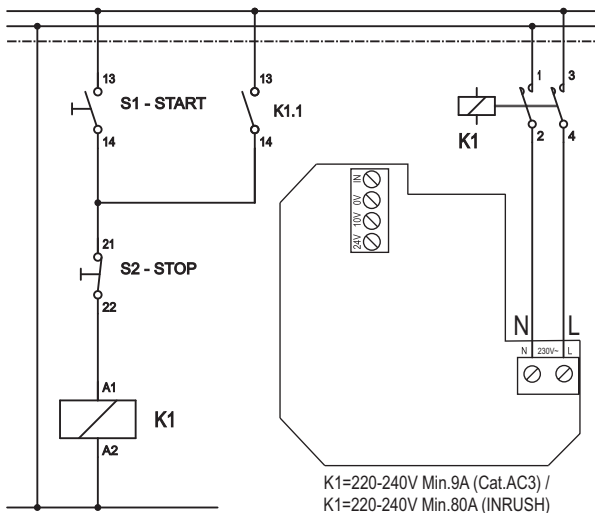 13
S1 - START
14
13
K1.1
14
1
3
K1
2
4
IN
0V
10V
24V
21
S2 - STOP
22
N
L
N 230V~ L
A1
K1
A2
K1=220-240V Min.9A (Cat.AC3) /
K1=220-240V Min.80A (INRUSH)